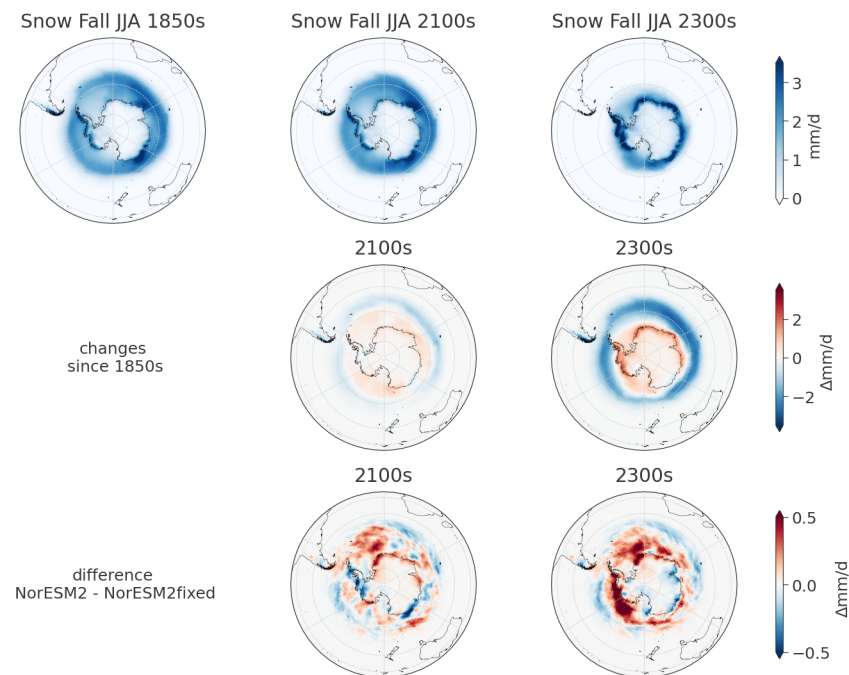 Snow Fall JJA 1850s
Snow Fall JJA 2100s
Snow Fall JJA 2300s
3
2
1
0
mm/d
changes
since 1850s
2100s
2300s
2
0
−2
Δmm/d
difference
NorESM2 - NorESM2fixed
2100s
2300s
0.5
0.0
−0.5
Δmm/d